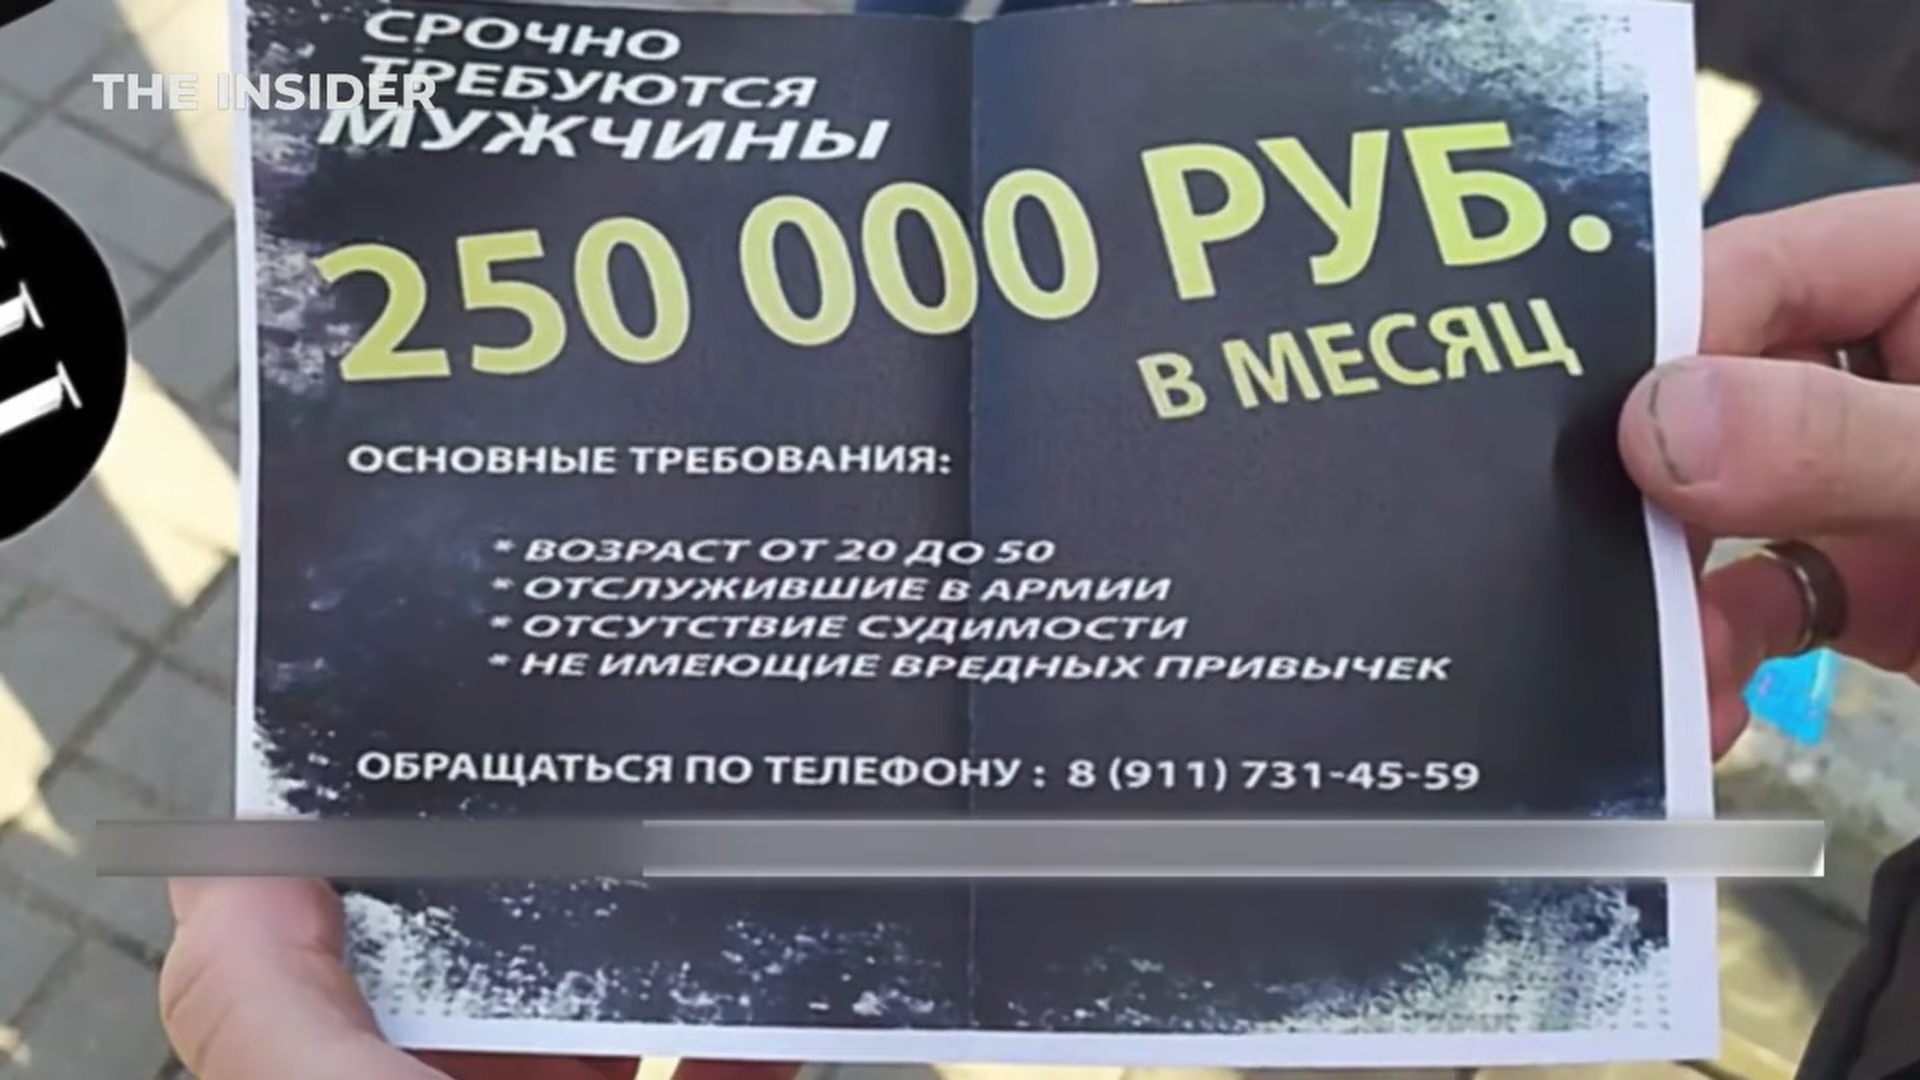 THE INSIDER
СРОЧНО
ТРЕБУЮТСЯ
МУЖЧИНЫ
250 000 РУБ.
В МЕСЯЦ
ОСНОВНЫЕ ТРЕБОВАНИЯ:
* ВОЗРАСТ ОТ 20 ДО 50
* ОТСЛУЖИВШИЕ В АРМИИ
* ОТСУТСТВИЕ СУДИМОСТИ
* НЕ ИМЕЮЩИЕ ВРЕДНЫХ ПРИВЫЧЕК
ОБРАЩАТЬСЯ ПО ТЕЛЕФОНУ : 8 (911) 731-45-59